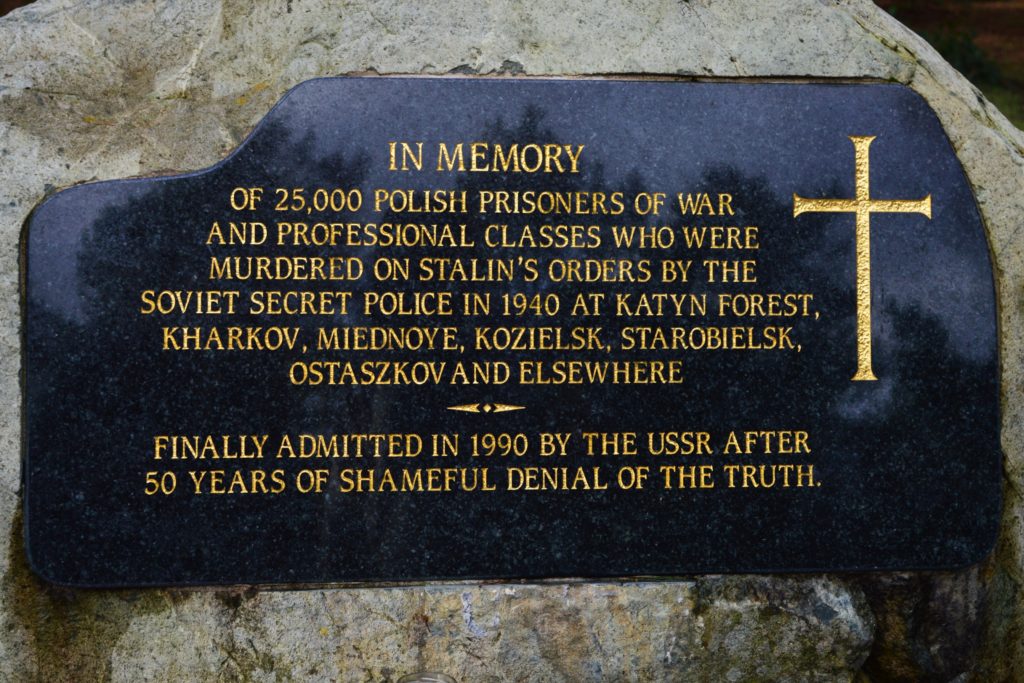 IN MEMORY
OF 25,000 POLISH PRISONERS OF WAR
AND PROFESSIONAL CLASSES WHO WERE
MURDERED ON STALIN'S ORDERS BY THE
SOVIET SECRET POLICE IN 1940 AT KATYN FOREST,
KHARKOV, MIEDNOYE, KOZIELSK, STAROBIELSK,
OSTASZKOV AND ELSEWHERE
FINALLY ADMITTED IN 1990 BY THE USSR AFTER
50 YEARS OF SHAMEFUL DENIAL OF THE TRUTH.